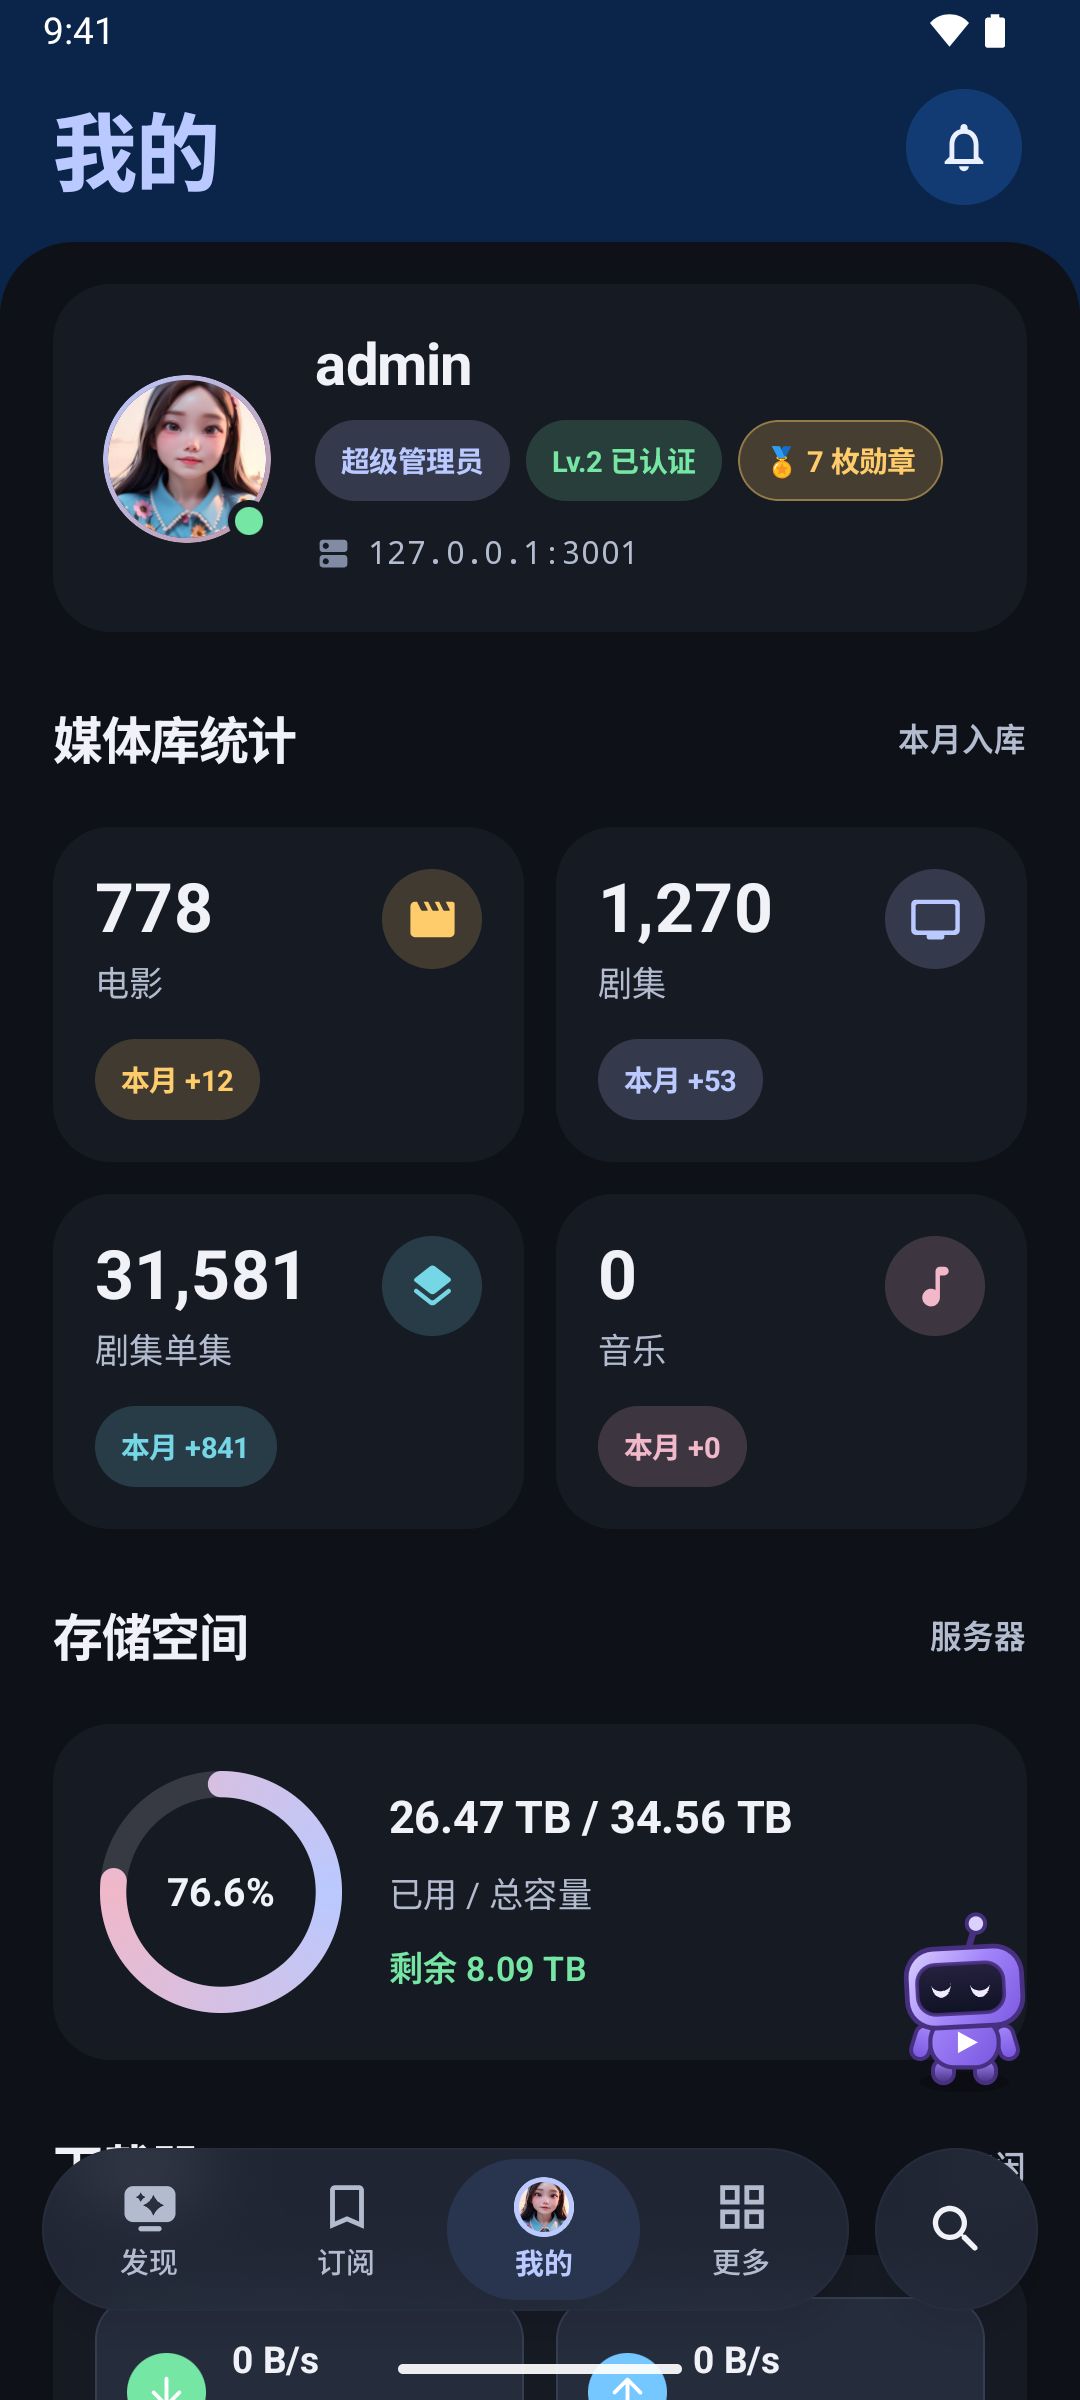 9:41
我的
admin
超级管理员
Lv.2 已认证
7 枚勋章
127.0.0.1:3001
媒体库统计
本月入库
778
电影
本月 +12
1,270
剧集
本月 +53
31,581
剧集单集
本月 +841
0
音乐
本月 +0
存储空间
服务器
76.6%
26.47 TB / 34.56 TB
已用 / 总容量
剩余 8.09 TB
发现
订阅
我的
更多
0 B/s
0 B/s